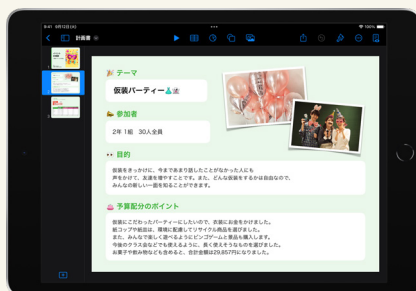 9:41 9月12日(火)
100%
計画書
テーマ
仮装パーティー
参加者
2年 1組 30人全員
目的
仮装をきっかけに、今まであまり話したことがなかった人にも
声をかけて、友達を増やすことです。また、どんな仮装をするかは自由なので、
みんなの新しい一面を知ることができます。
予算配分のポイント
仮装にこだわったパーティーにしたいので、衣装にお金をかけました。
紙コップや紙皿は、環境に配慮してリサイクル商品を選びました。
また、みんなで楽しく遊べるようにビンゴゲームと景品も購入します。
今後のクラス会などでも使えるように、長く使えそうなものを選びました。
お菓子や飲み物なども含めると、合計金額は29,857円になりました。